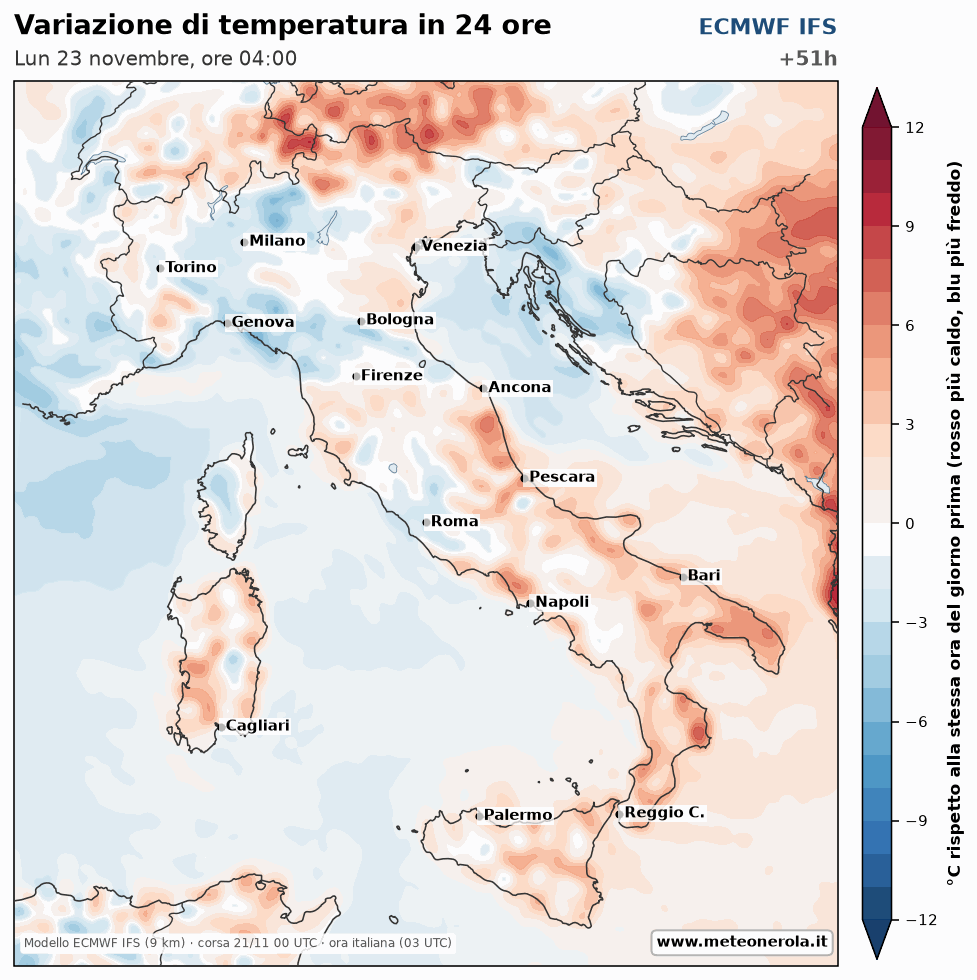 Variazione di temperatura in 24 ore
ECMWF IFS
Lun 23 novembre, ore 04:00
+51h
Milano
Venezia
Torino
Genova
Bologna
Firenze
Ancona
Pescara
Roma
Bari
Napoli
Cagliari
Palermo
Reggio C.
12
9
6
3
0
−3
−6
−9
−12
°C rispetto alla stessa ora del giorno prima (rosso più caldo, blu più freddo)
Modello ECMWF IFS (9 km) · corsa 21/11 00 UTC · ora italiana (03 UTC)
www.meteonerola.it